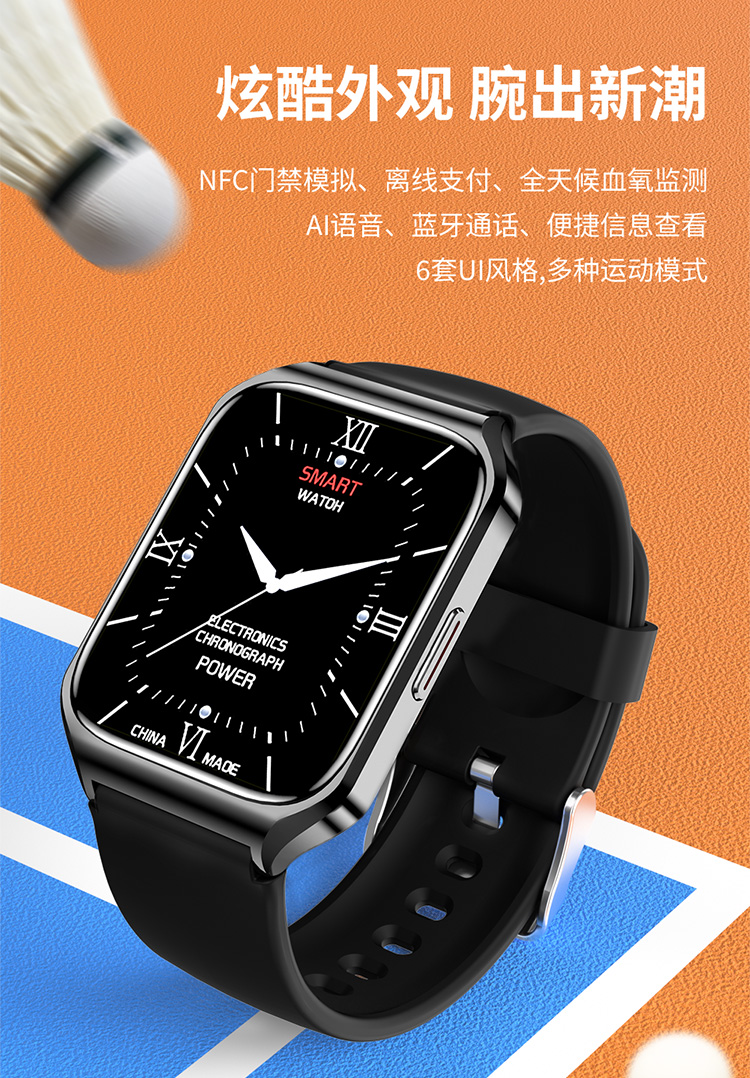 炫酷外观 腕出新潮
NFC门禁模拟、离线支付、全天候血氧监测
AI语音、蓝牙通话、便捷信息查看
6套UI风格,多种运动模式
XII
SMART
WATOH
IX
III
ELECTRONICS
CHRONOGRAPH
POWER
CHINA VI MADE